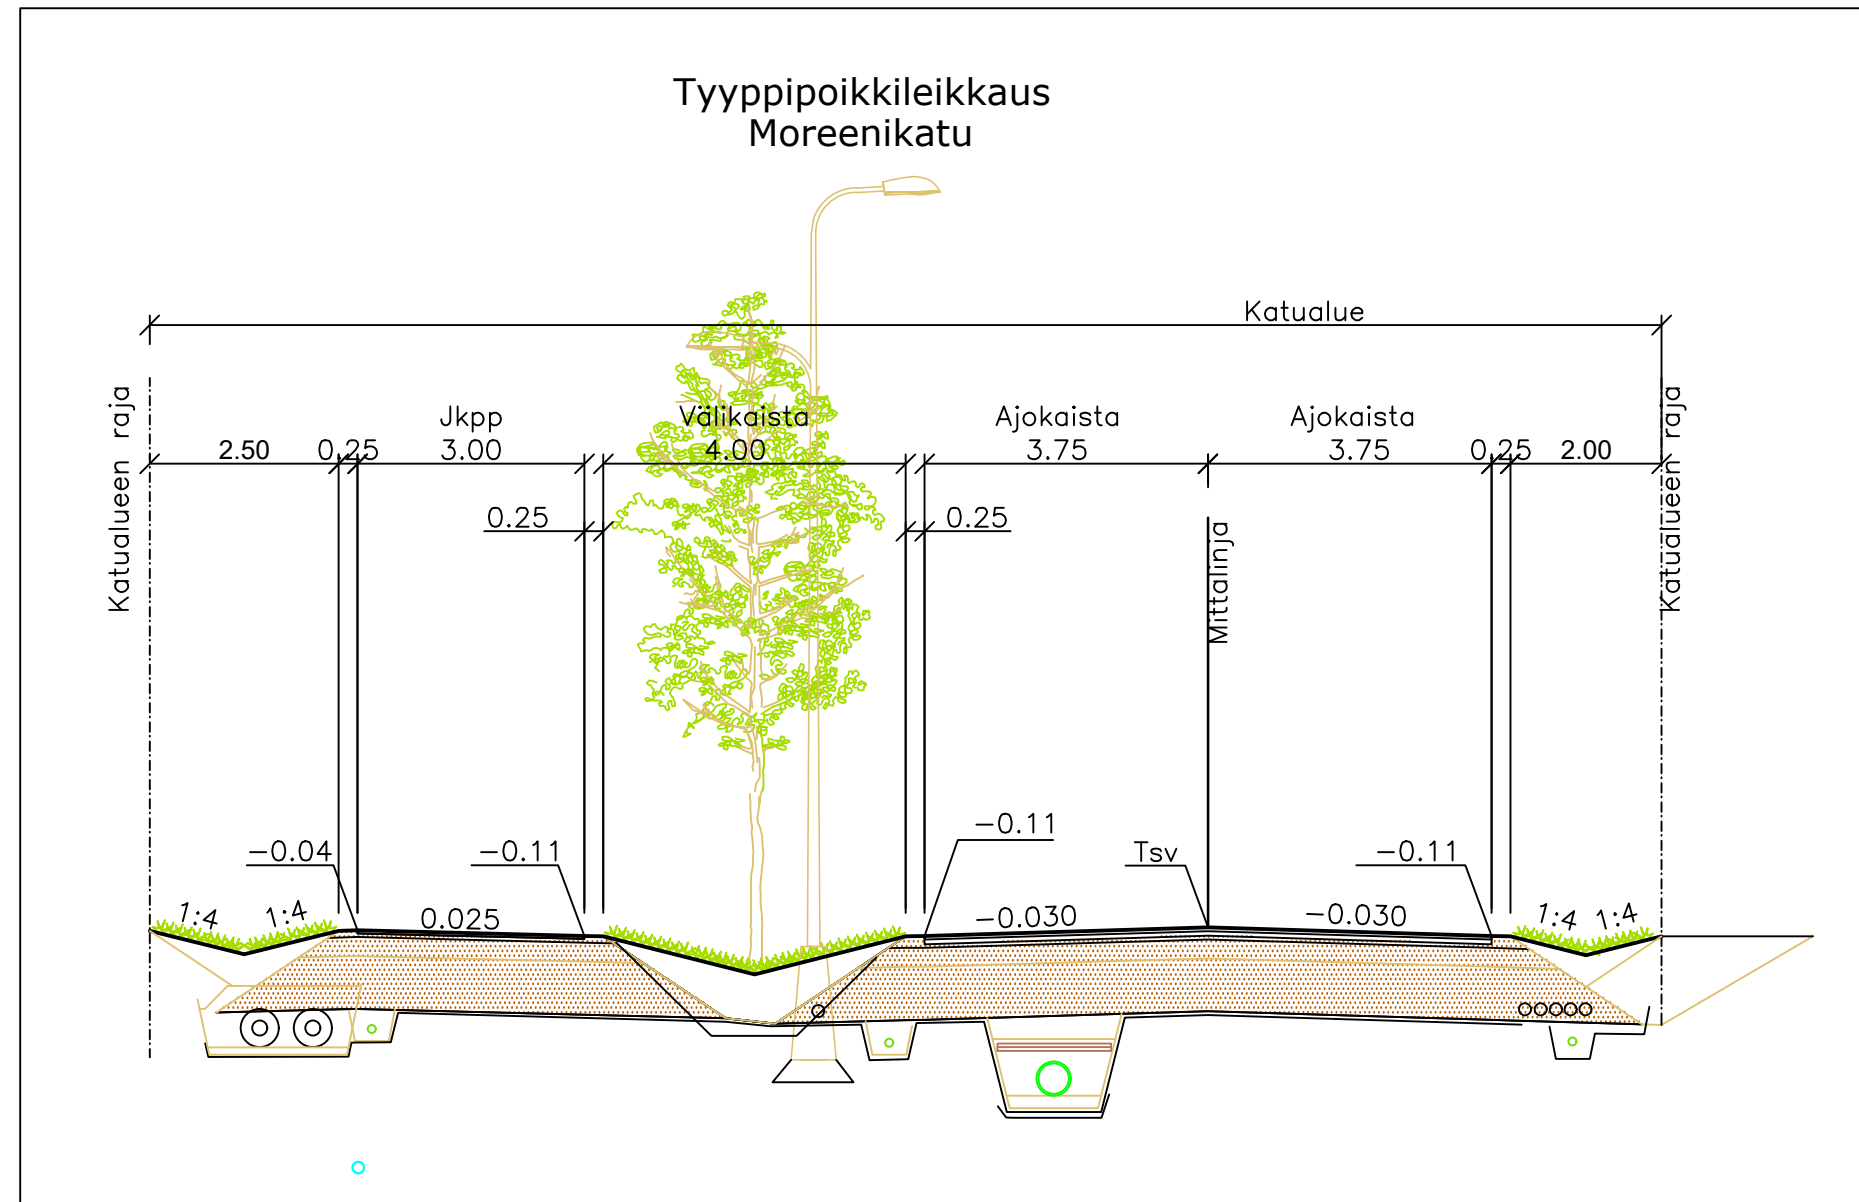 Tyyppipoikkileikkaus
Moreenikatu
Katualue
Katualueen raja
Jkpp
Välikaista
Ajokaista
Ajokaista
Katualueen raja
2.50
0.25
3.00
4.00
3.75
3.75
0.25
2.00
0.25
0.25
Mittalinja
-0.04
-0.11
-0.11
Tsv
-0.11
1:4
1:4
0.025
-0.030
-0.030
1:4
1:4